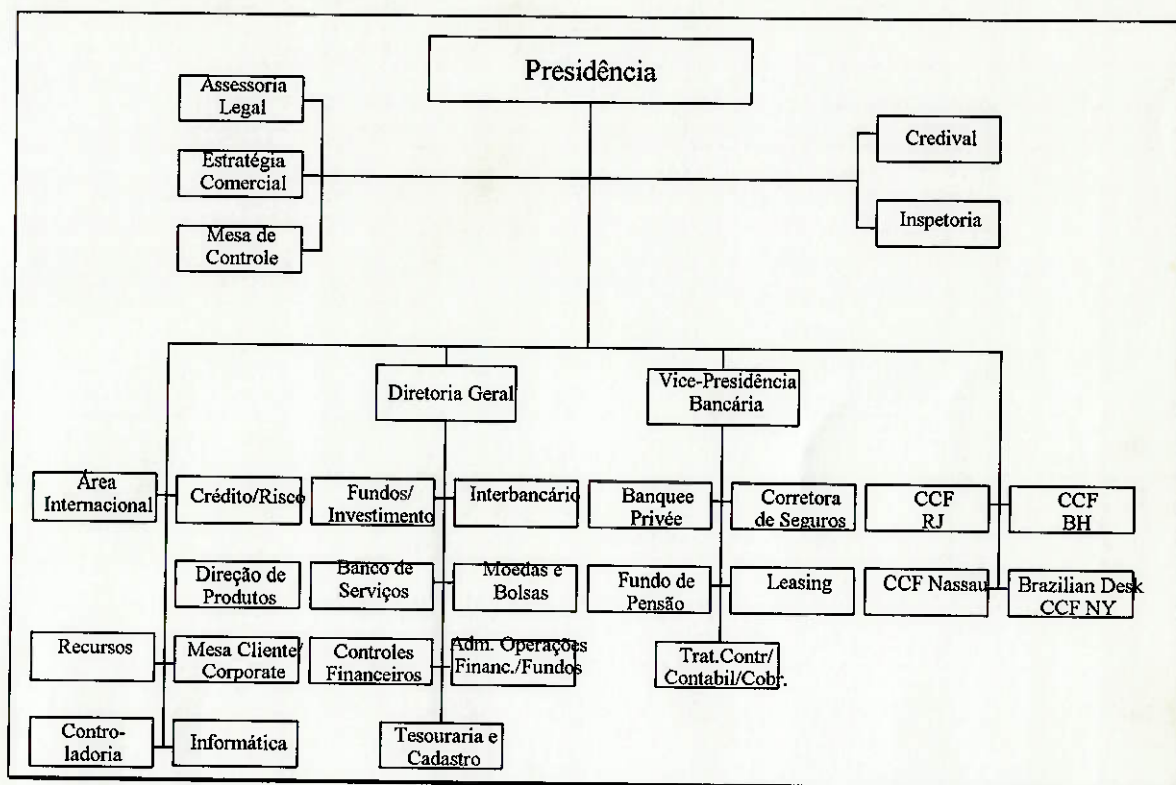 Presidência
Assessoria
Legal
Estratégia
Comercial
Mesa de
Controle
Credival
Inspetoria
Diretoria Geral
Vice-Presidência
Bancária
Área
Internacional
Crédito/Risco
Fundos/
Investimento
Interbancário
Banquee
Privée
Corretora
de Seguros
CCF
RJ
CCF
BH
Direção de
Produtos
Banco de
Serviços
Moedas e
Bolsas
Fundo de
Pensão
Leasing
CCF Nassau
Brazilian Desk
CCF NY
Recursos
Mesa Cliente/
Corporate
Controles
Financeiros
Adm. Operações
Financ./Fundos
Trat.Contr/
Contabil/Cobr.
Contro-
ladoria
Informática
Tesouraria e
Cadastro